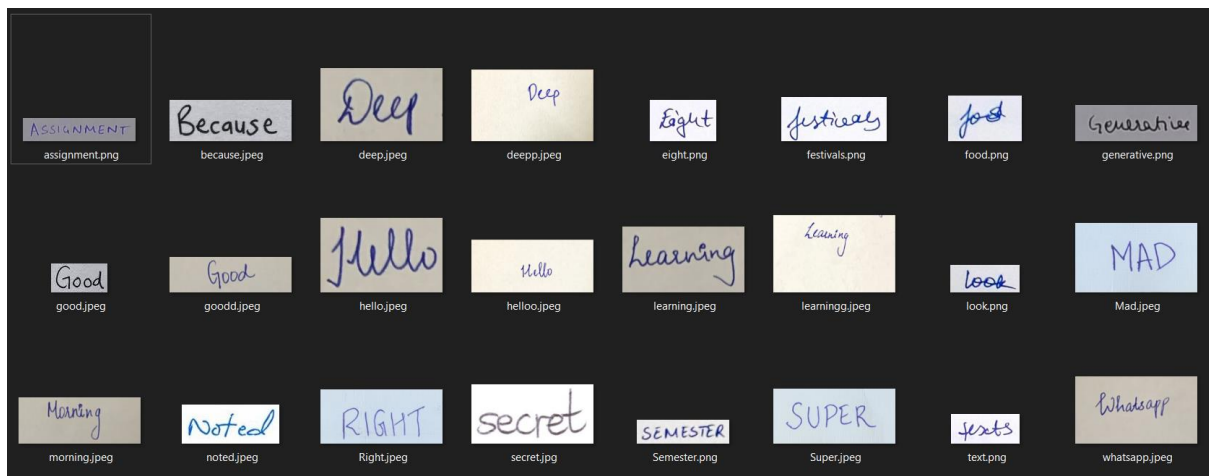 ASSIGNMENT Because Deep Deep Eight festivals food Generative
assignment.png because.jpeg deep.jpeg deepp.jpeg eight.png festivals.png food.png generative.png
Good Good Hello Hello Learning Learning look MAD
good.jpeg goodd.jpeg hello.jpeg helloo.jpeg learning.jpeg learningg.jpeg look.png Mad.jpeg
Morning Noted RIGHT secret SEMESTER SUPER texts Whatsapp
morning.jpeg noted.jpeg Right.jpeg secret.jpg Semester.png Super.jpeg text.png whatsapp.jpeg